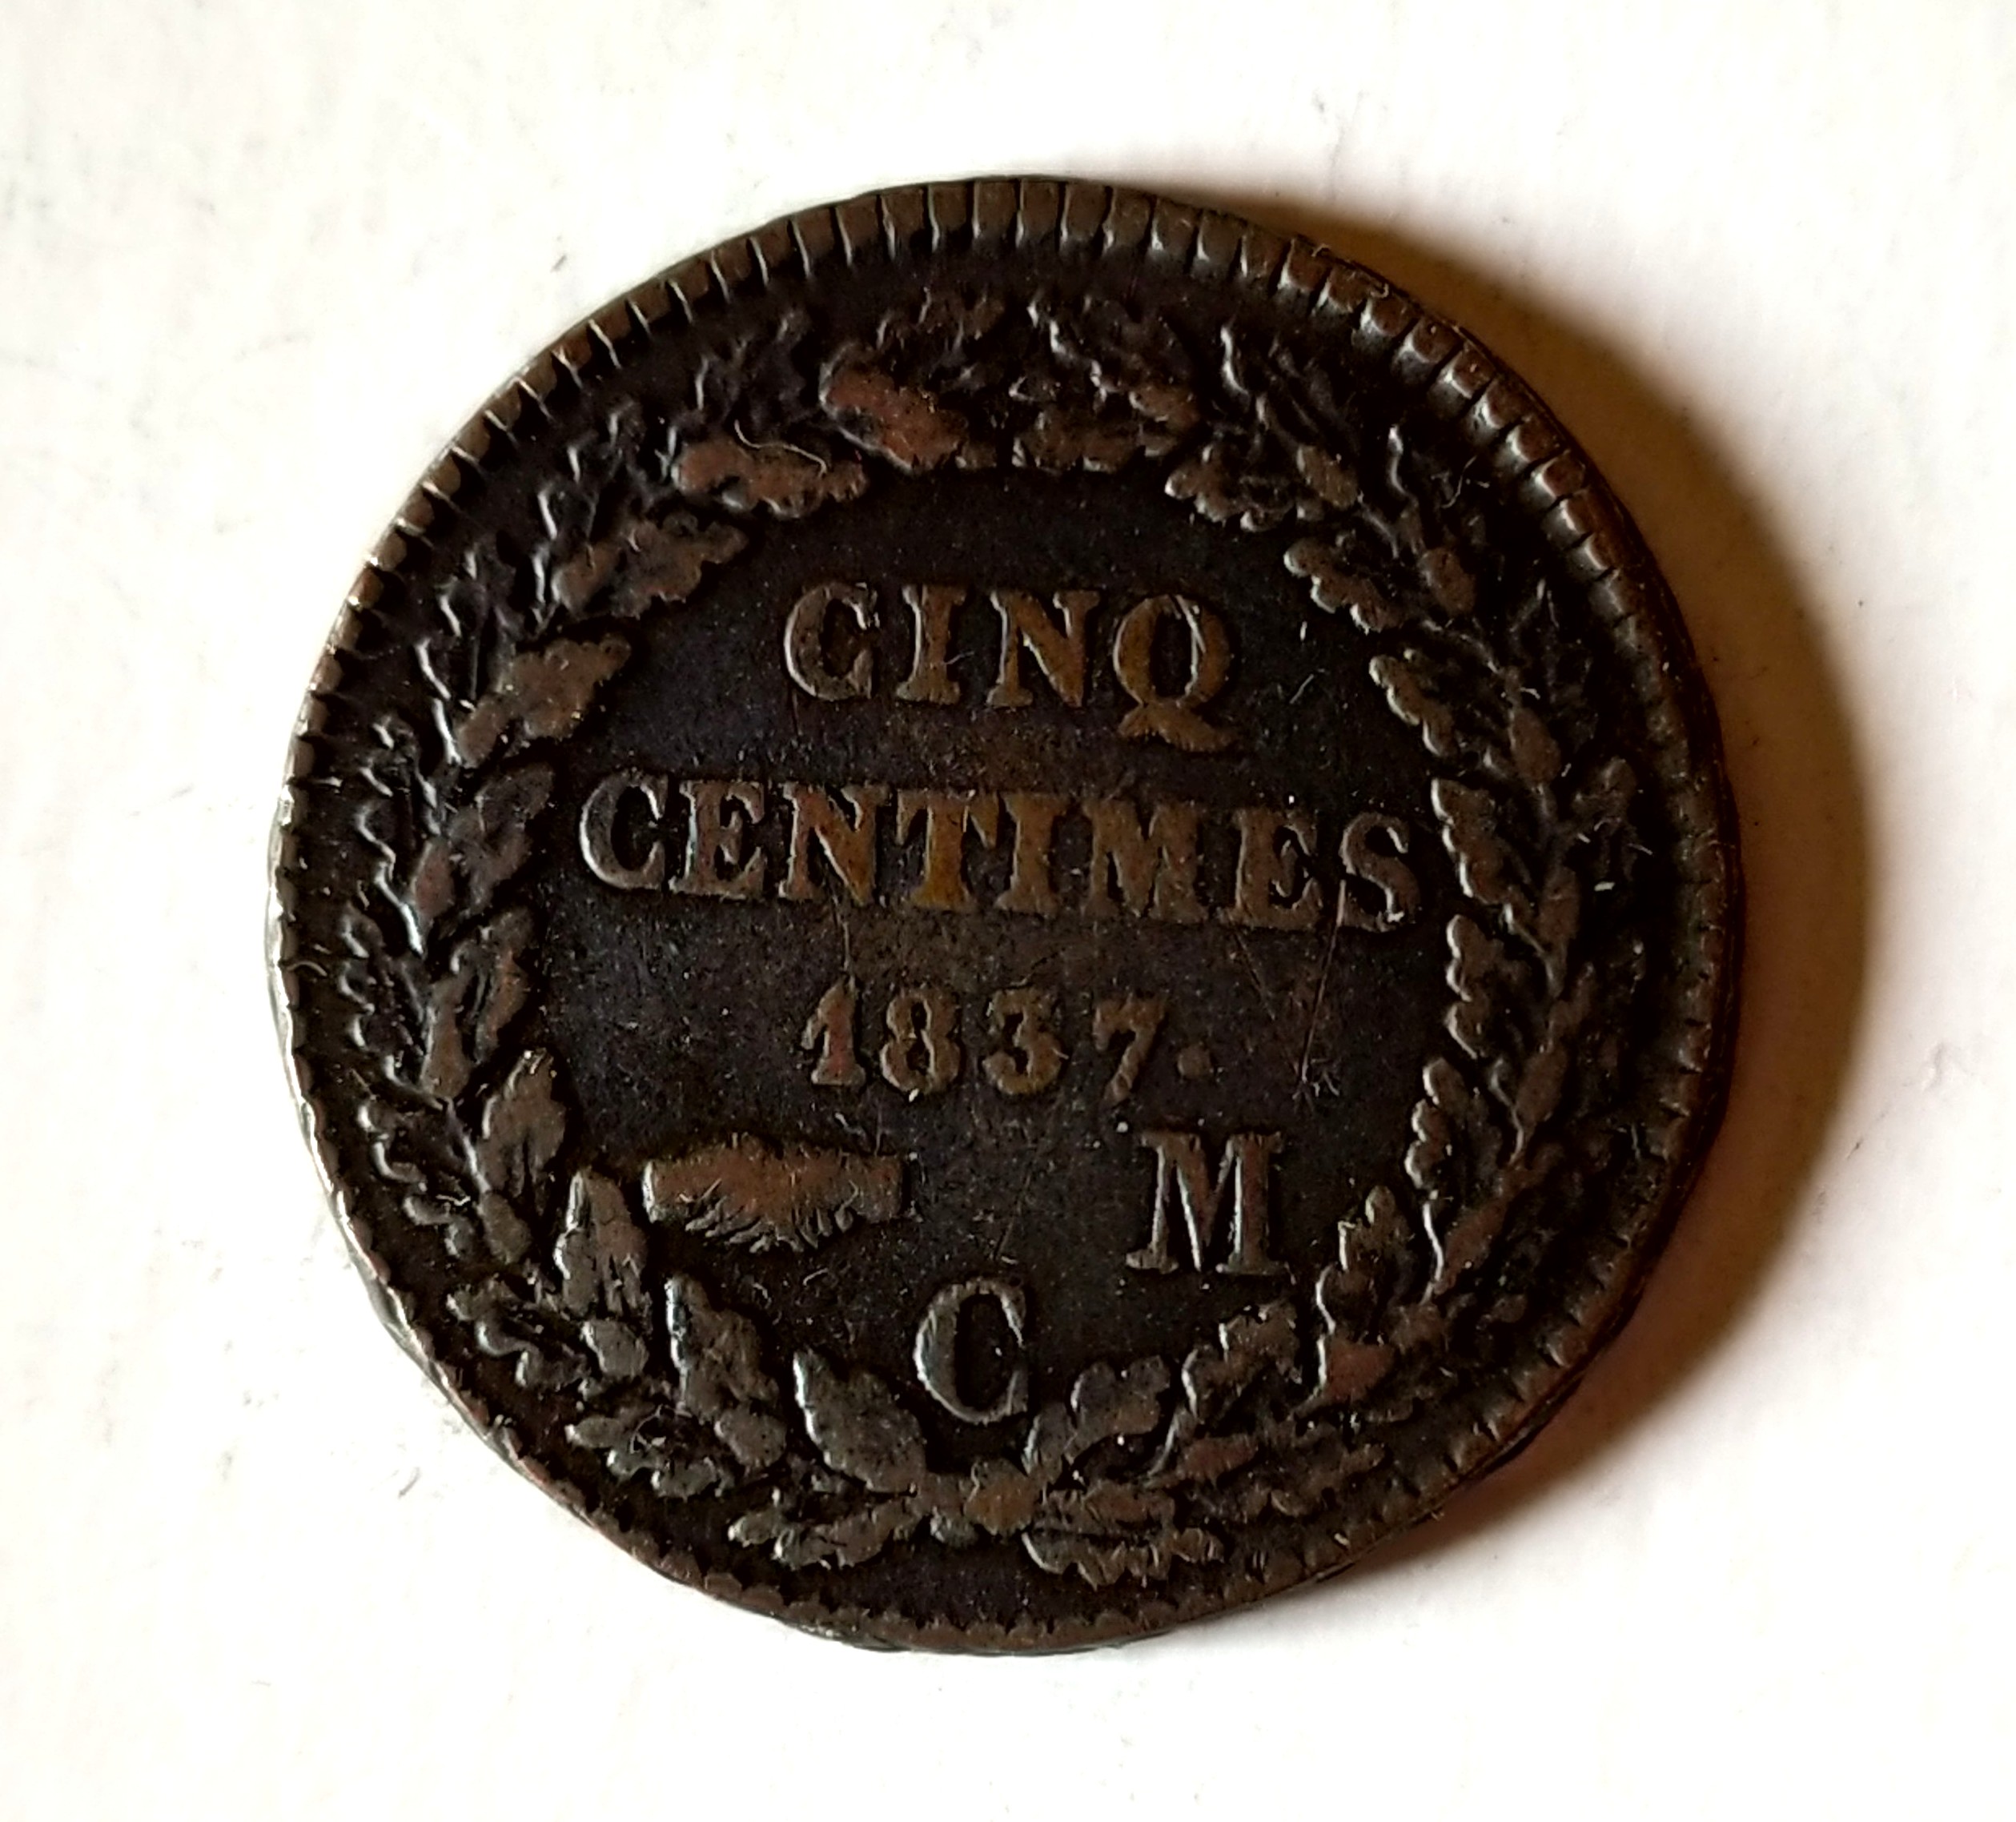 CINQ
CENTIMES
1837.
M
C